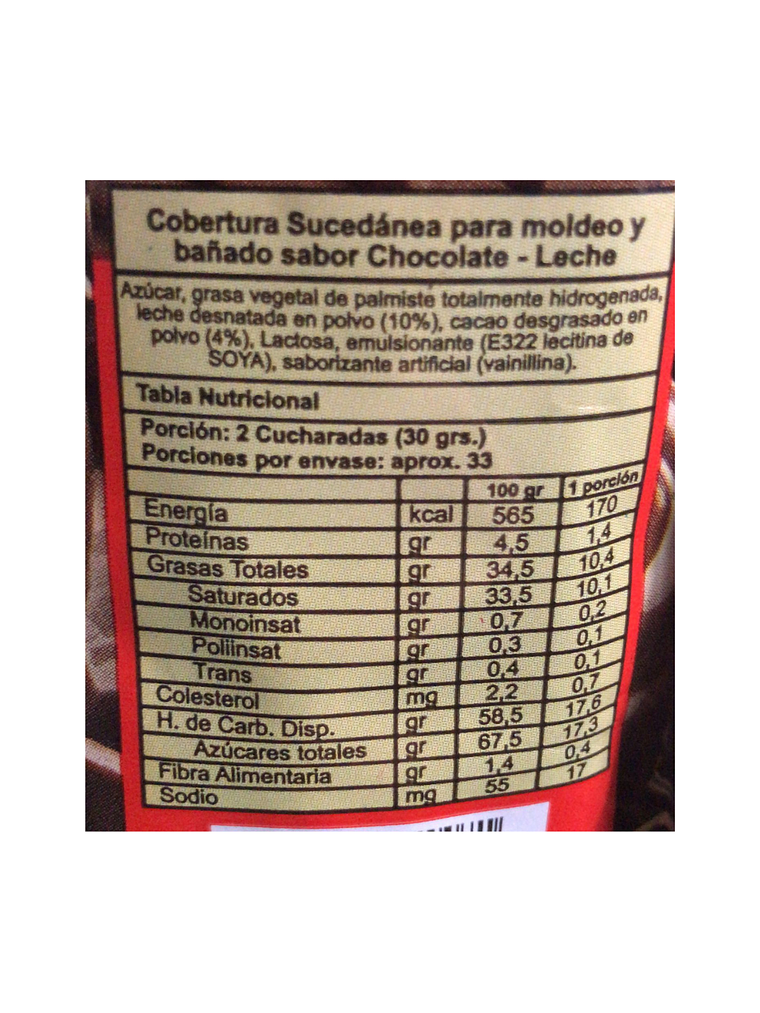 Cobertura Sucedánea para moldeo y
bañado sabor Chocolate - Leche
Azúcar, grasa vegetal de palmiste totalmente hidrogenada,
leche desnatada en polvo (10%), cacao desgrasado en
polvo (4%), Lactosa, emulsionante (E322 lecitina de
SOYA), saborizante artificial (vainillina).
Tabla Nutricional
Porción: 2 Cucharadas (30 grs.)
Porciones por envase: aprox. 33
100 gr 1 porción
Energía kcal 565 170
Proteínas gr 4,5 1,4
Grasas Totales gr 34,5 10,4
Saturados gr 33,5 10,1
Monoinsat gr 0,7 0,2
Poliinsat gr 0,3 0,1
Trans gr 0,4 0,1
Colesterol mg 2,2 0,7
H. de Carb. Disp. gr 58,5 17,6
Azúcares totales gr 67,5 17,3
Fibra Alimentaria gr 1,4 0,4
Sodio mg 55 17